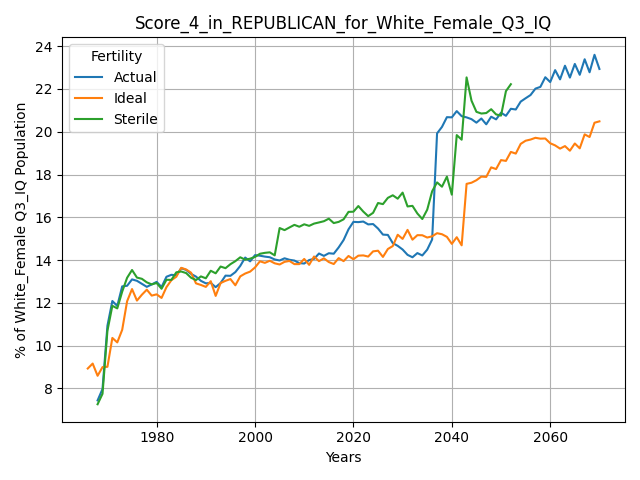 Score_4_in_REPUBLICAN_for_White_Female_Q3_IQ
Fertility
Actual
Ideal
Sterile
% of White_Female Q3_IQ Population
24
22
20
18
16
14
12
10
8
1980
2000
2020
2040
2060
Years